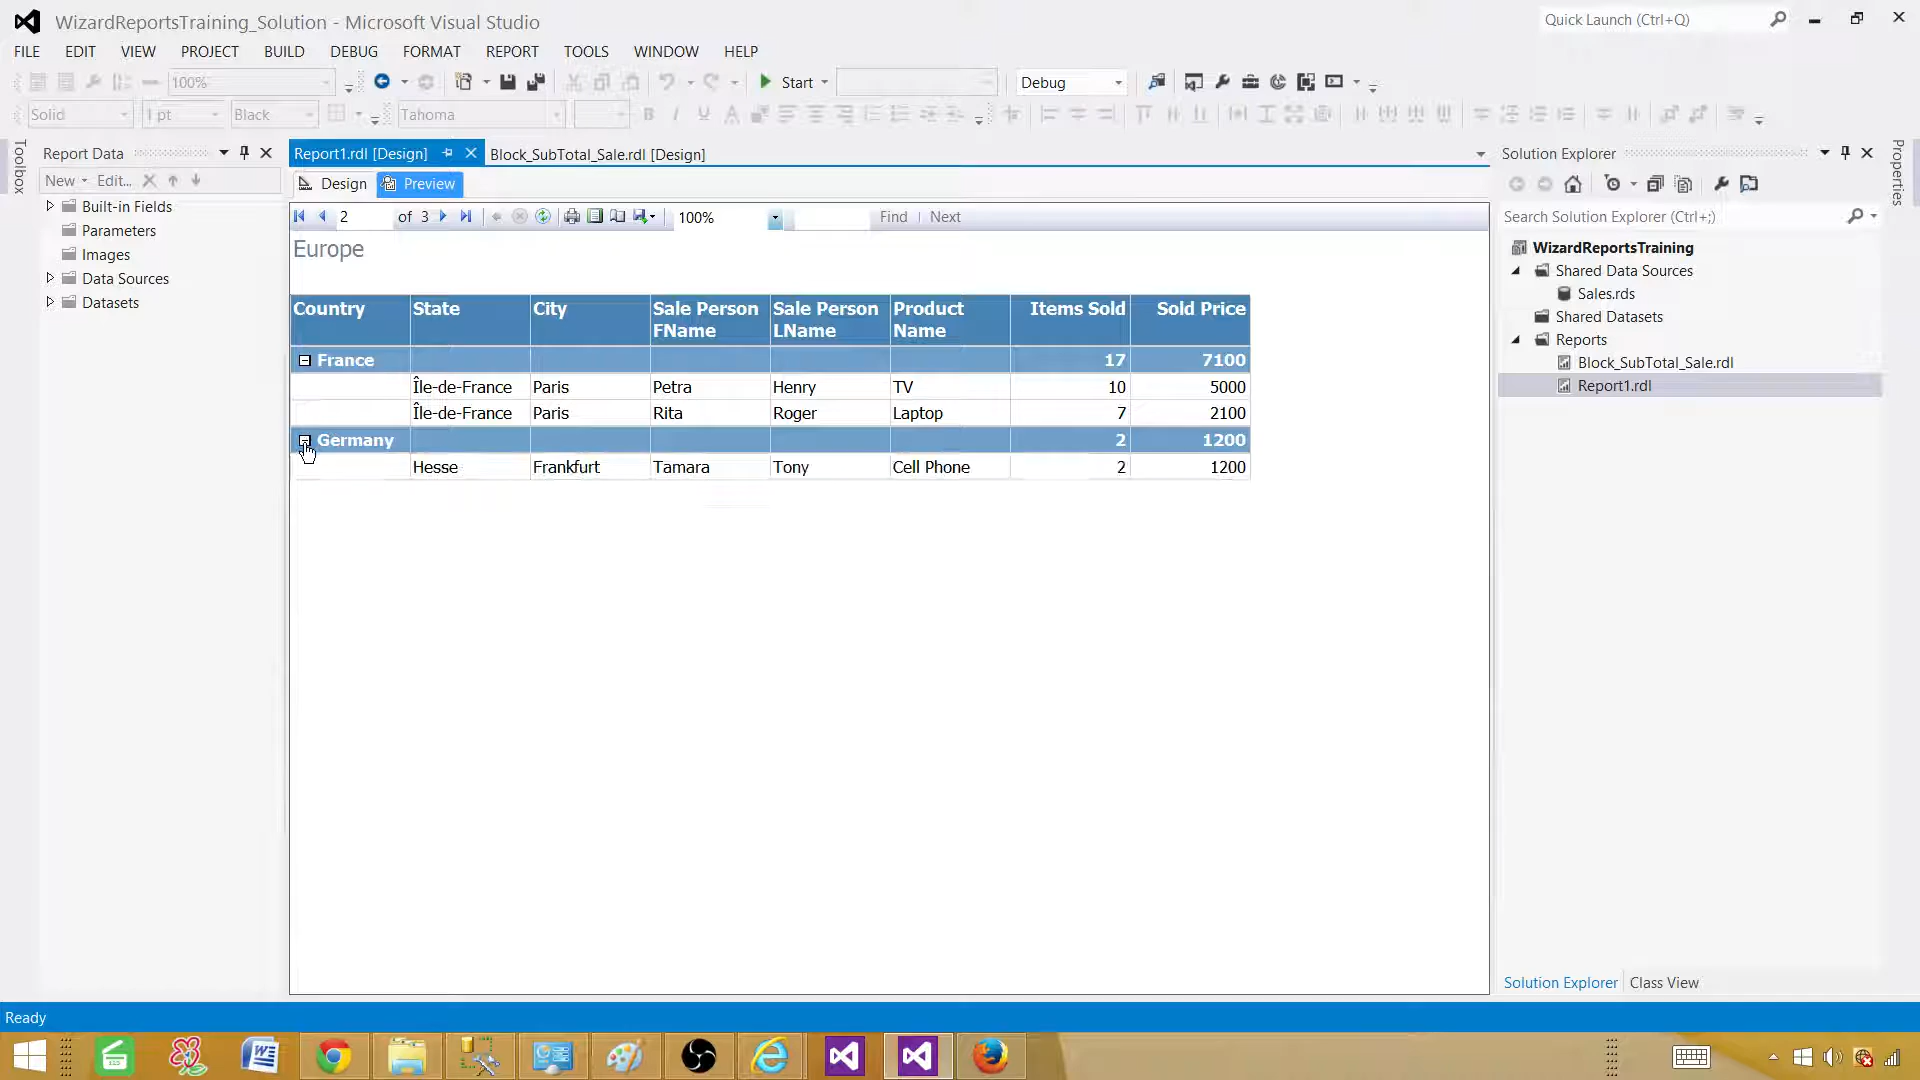 WizardReportsTraining_Solution - Microsoft Visual Studio
Quick Launch (Ctrl+Q)
FILE EDIT VIEW PROJECT BUILD DEBUG FORMAT REPORT TOOLS WINDOW HELP
100% Start Debug
Solid 1 pt Black Tahoma B I U A
Toolbox
Report Data
New Edit...
Built-in Fields
Parameters
Images
Data Sources
Datasets
Report1.rdl [Design] Block_SubTotal_Sale.rdl [Design]
Design Preview
2 of 3 100% Find Next
Europe
Country State City Sale Person FName Sale Person LName Product Name Items Sold Sold Price
France 17 7100
Île-de-France Paris Petra Henry TV 10 5000
Île-de-France Paris Rita Roger Laptop 7 2100
Germany 2 1200
Hesse Frankfurt Tamara Tony Cell Phone 2 1200
Solution Explorer
Search Solution Explorer (Ctrl+;)
WizardReportsTraining
Shared Data Sources
Sales.rds
Shared Datasets
Reports
Block_SubTotal_Sale.rdl
Report1.rdl
Solution Explorer Class View
Properties
Ready